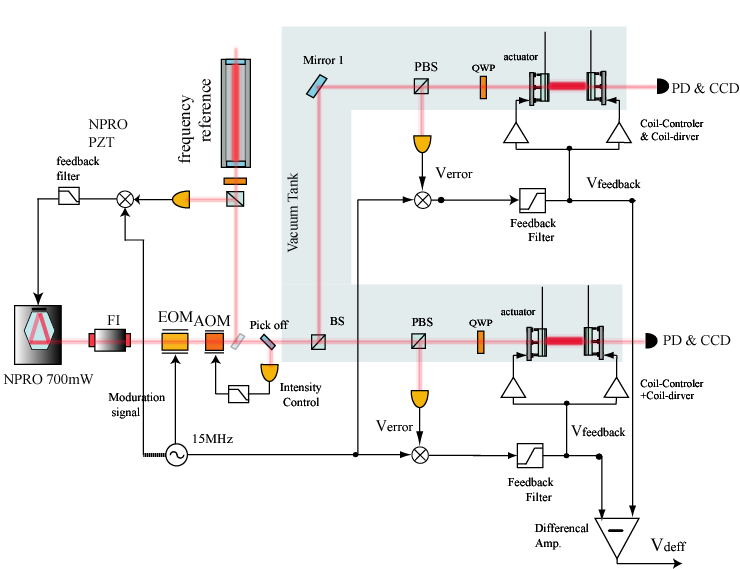 Mirror 1
PBS
QWP
actuator
PD & CCD
frequency
reference
NPRO
PZT
feedback
filter
Coil-Controler
& Coil-dirver
Verror
Vfeedback
Feedback
Filter
Vacuum Tank
FI
EOM
AOM
Pick off
BS
PBS
QWP
actuator
PD & CCD
NPRO 700mW
Moduration
signal
Intensity
Control
Coil-Controler
+Coil-dirver
15MHz
Verror
Vfeedback
Feedback
Filter
Differencal
Amp.
Vdeff